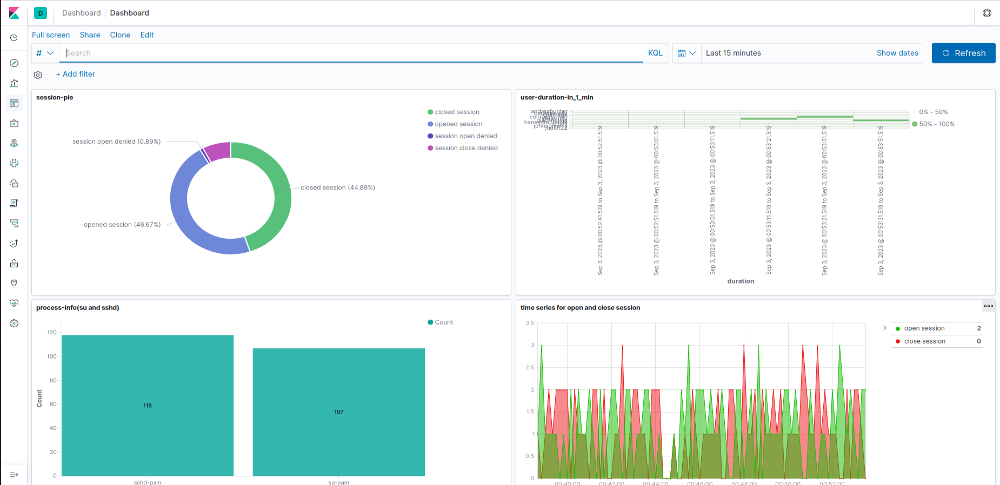 D Dashboard / Dashboard
Full screen Share Clone Edit
# Search KQL Last 15 minutes Show dates Refresh
+ Add filter
session-pie
closed session
opened session
session open denied
session close denied
session open denied (0.89%)
closed session (44.89%)
opened session (46.67%)
user-duration-in_1_min
andreahunter
judith22
0% - 50%
50% - 100%
Sep 3, 2023 @ 00:52:41.519 to Sep 3, 2023 @ 00:52:51.519
Sep 3, 2023 @ 00:52:51.519 to Sep 3, 2023 @ 00:53:01.519
Sep 3, 2023 @ 00:53:01.519 to Sep 3, 2023 @ 00:53:11.519
Sep 3, 2023 @ 00:53:11.519 to Sep 3, 2023 @ 00:53:21.519
Sep 3, 2023 @ 00:53:21.519 to Sep 3, 2023 @ 00:53:31.519
Sep 3, 2023 @ 00:53:31.519 to Sep 3, 2023 @ 00:53:51.519
duration
process-info(su and sshd)
Count
120
100
80
60
40
20
0
Count
118
107
sshd-pam
su-pam
time series for open and close session
3.5
3
2.5
2
1.5
1
0.5
0
open session 2
close session 0
00:40:00 00:42:00 00:44:00 00:46:00 00:48:00 00:50:00 00:52:00